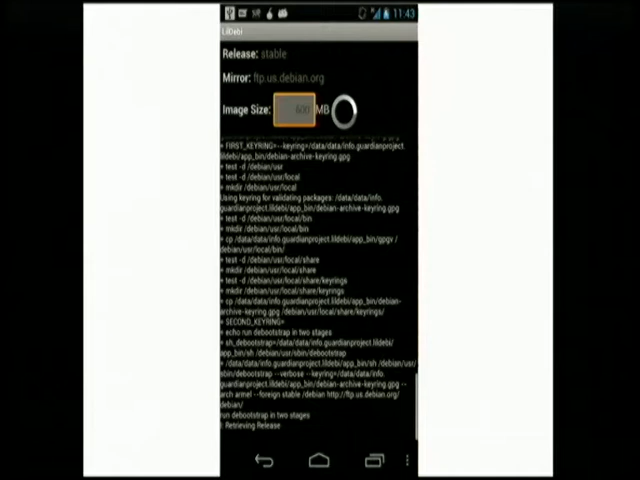 11:43
LilDebi
Release: stable
Mirror: ftp.us.debian.org
Image Size: 600 MB
+ FIRST_KEYRING=--keyring=/data/data/info.guardianproject.
lildebi/app_bin/debian-archive-keyring.gpg
+ test -d /debian/usr
+ test -d /debian/usr/local
+ mkdir /debian/usr/local
Using keyring for validating packages: /data/data/info.
guardianproject.lildebi/app_bin/debian-archive-keyring.gpg
+ test -d /debian/usr/local/bin
+ mkdir /debian/usr/local/bin
+ cp /data/data/info.guardianproject.lildebi/app_bin/gpgv /
debian/usr/local/bin/
+ test -d /debian/usr/local/share
+ mkdir /debian/usr/local/share
+ test -d /debian/usr/local/share/keyrings
+ mkdir /debian/usr/local/share/keyrings
+ cp /data/data/info.guardianproject.lildebi/app_bin/debian-
archive-keyring.gpg /debian/usr/local/share/keyrings/
+ SECOND_KEYRING=
+ echo run debootstrap in two stages
+ sh_debootstrap=/data/data/info.guardianproject.lildebi/
app_bin/sh /debian/usr/sbin/debootstrap
+ /data/data/info.guardianproject.lildebi/app_bin/sh /debian/usr/
sbin/debootstrap --verbose --keyring=/data/data/info.
guardianproject.lildebi/app_bin/debian-archive-keyring.gpg --
arch armel --foreign stable /debian http://ftp.us.debian.org/
debian/
run debootstrap in two stages
I: Retrieving Release